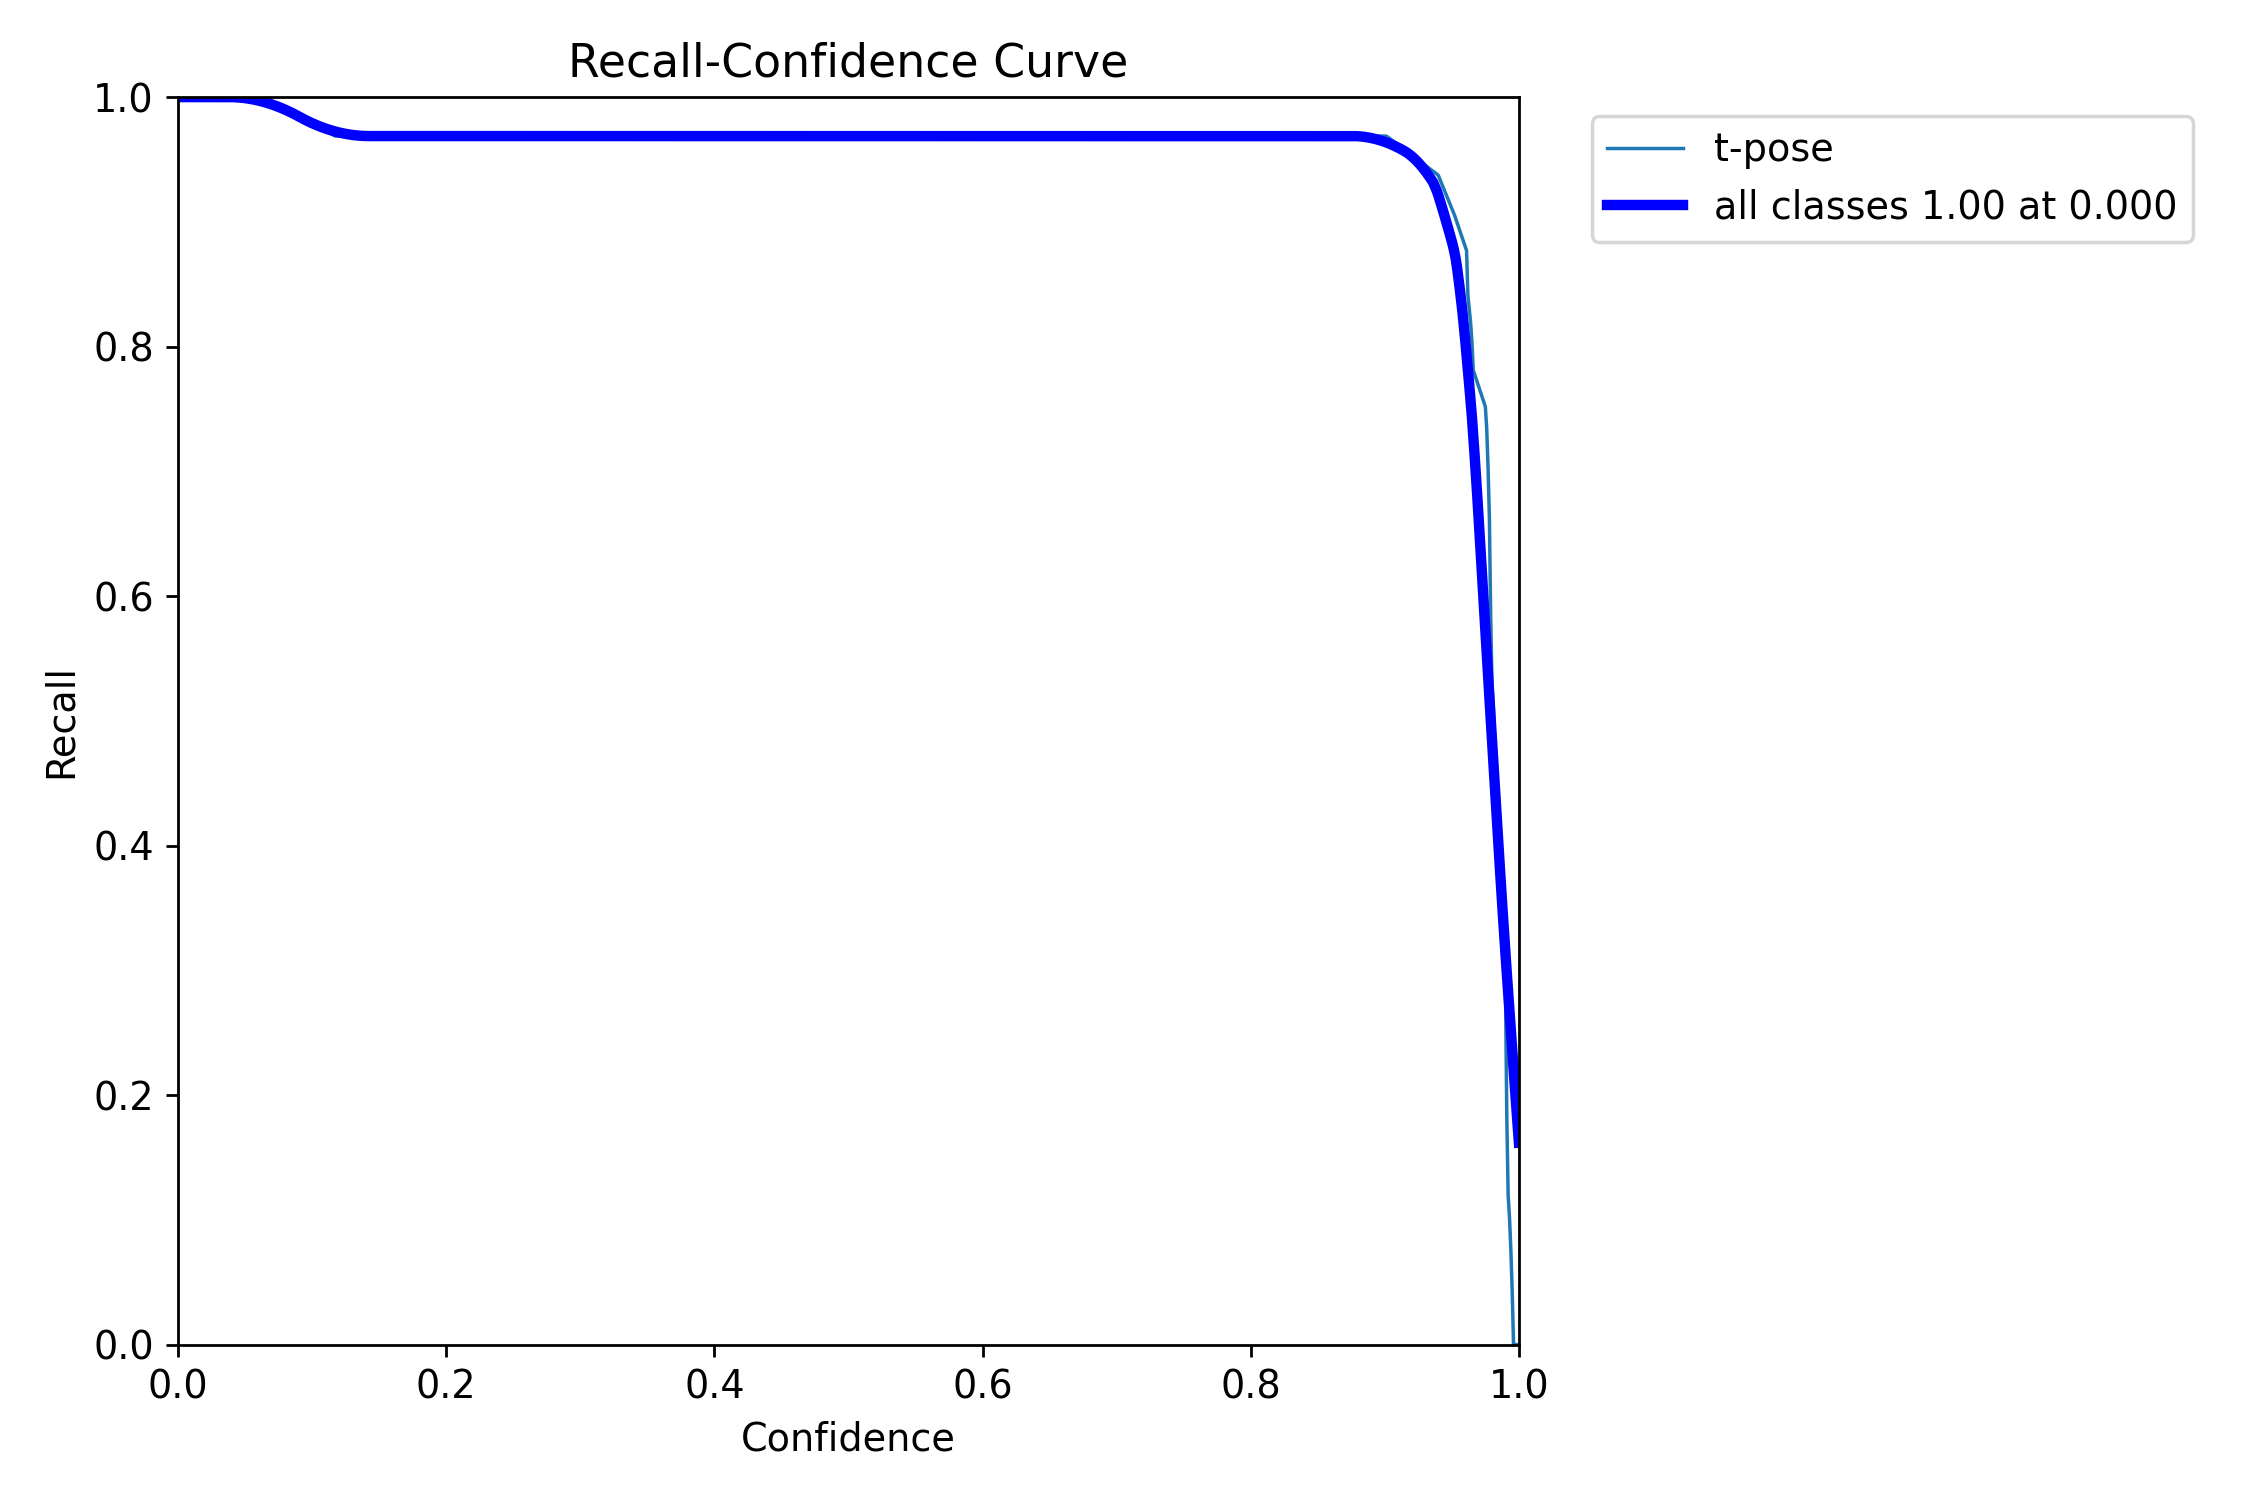 Recall-Confidence Curve
1.0
0.8
0.6
0.4
0.2
0.0
Recall
0.0 0.2 0.4 0.6 0.8 1.0
Confidence
t-pose
all classes 1.00 at 0.000